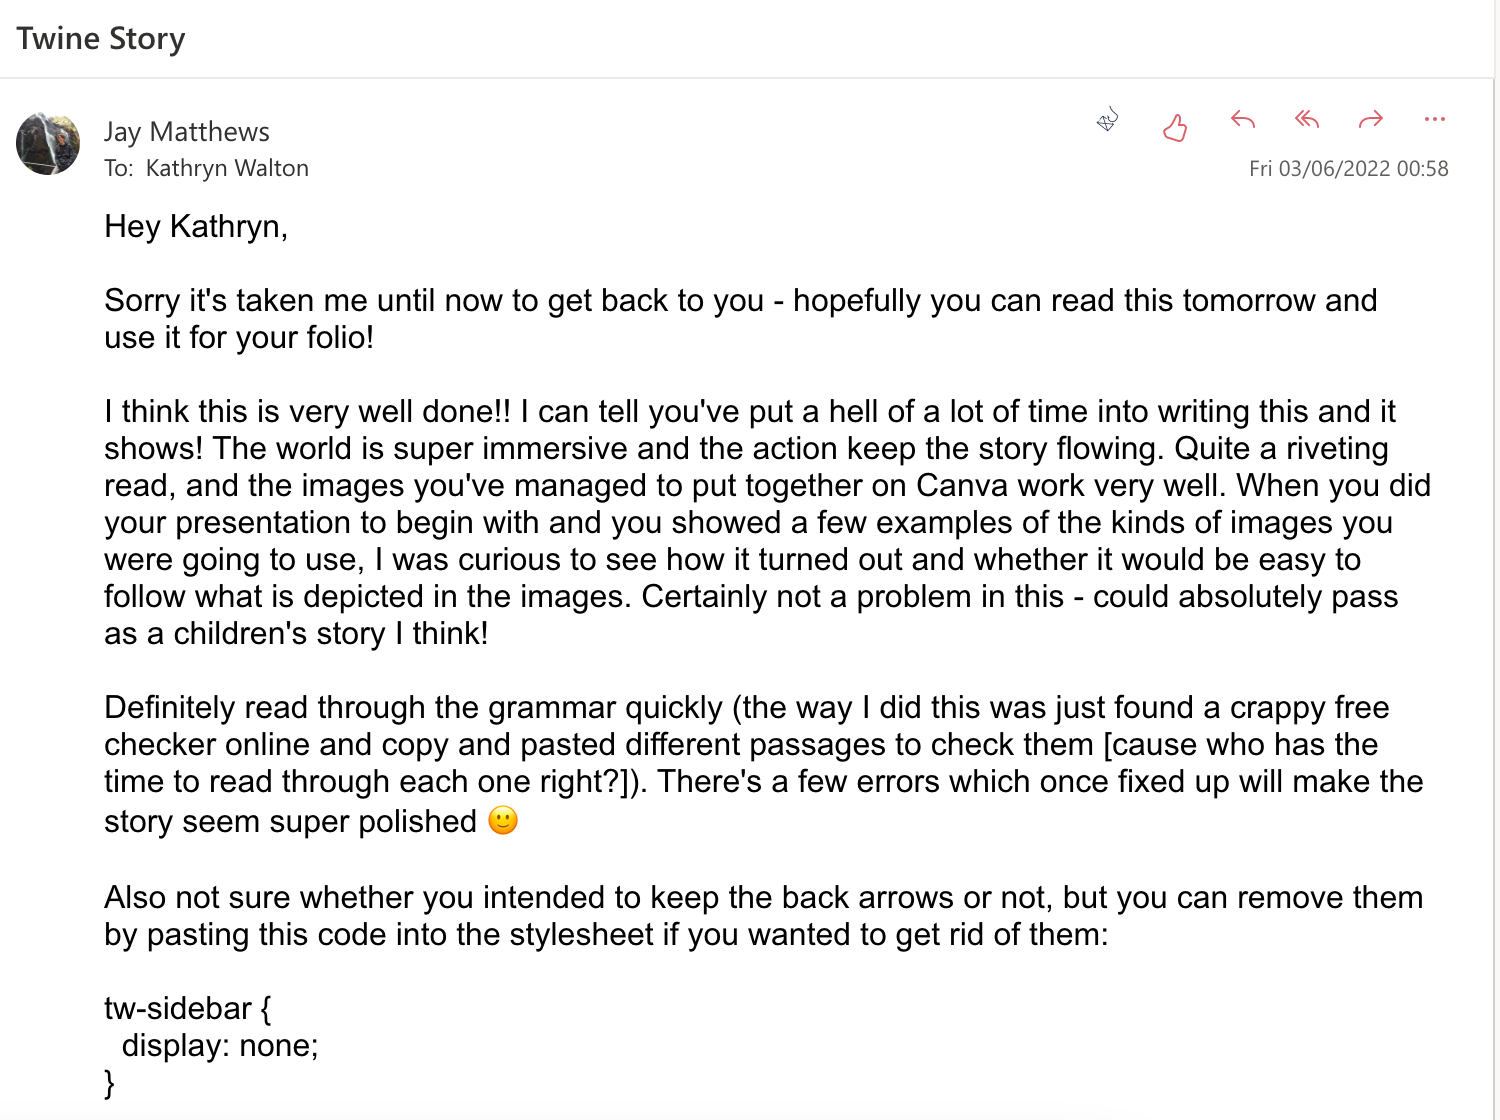 Twine Story
Jay Matthews
To: Kathryn Walton
Fri 03/06/2022 00:58
Hey Kathryn,
Sorry it's taken me until now to get back to you - hopefully you can read this tomorrow and
use it for your folio!
I think this is very well done!! I can tell you've put a hell of a lot of time into writing this and it
shows! The world is super immersive and the action keep the story flowing. Quite a riveting
read, and the images you've managed to put together on Canva work very well. When you did
your presentation to begin with and you showed a few examples of the kinds of images you
were going to use, I was curious to see how it turned out and whether it would be easy to
follow what is depicted in the images. Certainly not a problem in this - could absolutely pass
as a children's story I think!
Definitely read through the grammar quickly (the way I did this was just found a crappy free
checker online and copy and pasted different passages to check them [cause who has the
time to read through each one right?]). There's a few errors which once fixed up will make the
story seem super polished 🙂
Also not sure whether you intended to keep the back arrows or not, but you can remove them
by pasting this code into the stylesheet if you wanted to get rid of them:
tw-sidebar {
  display: none;
}